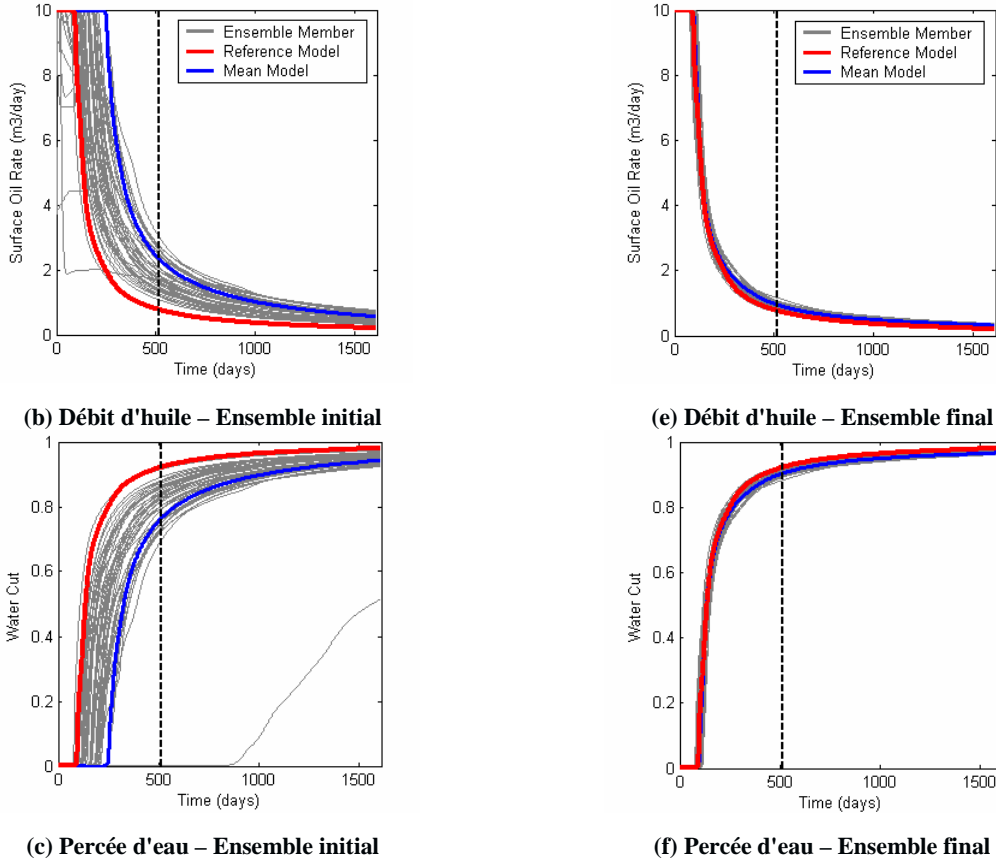 10
8
6
4
2
0
Surface Oil Rate (m3/day)
Ensemble Member
Reference Model
Mean Model
0
500
1000
1500
Time (days)
(b) Débit d'huile – Ensemble initial
10
8
6
4
2
0
Surface Oil Rate (m3/day)
Ensemble Member
Reference Model
Mean Model
0
500
1000
1500
Time (days)
(e) Débit d'huile – Ensemble final
1
0.8
0.6
0.4
0.2
0
Water Cut
0
500
1000
1500
Time (days)
(c) Percée d'eau – Ensemble initial
1
0.8
0.6
0.4
0.2
0
Water Cut
0
500
1000
1500
Time (days)
(f) Percée d'eau – Ensemble final